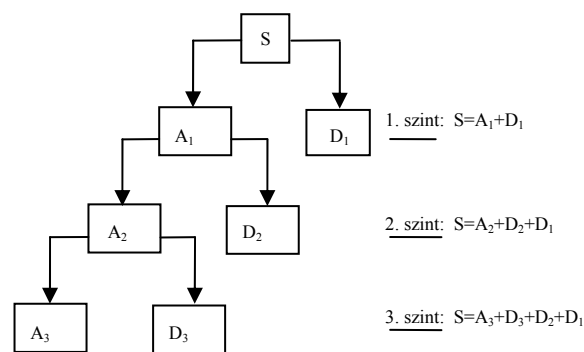 S
A₁ D₁ 1. szint: S=A₁+D₁
A₂ D₂ 2. szint: S=A₂+D₂+D₁
A₃ D₃ 3. szint: S=A₃+D₃+D₂+D₁